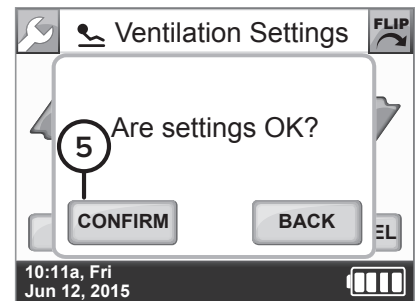 Ventilation Settings
FLIP
Are settings OK?
5
CONFIRM
BACK
EL
10:11a, Fri
Jun 12, 2015